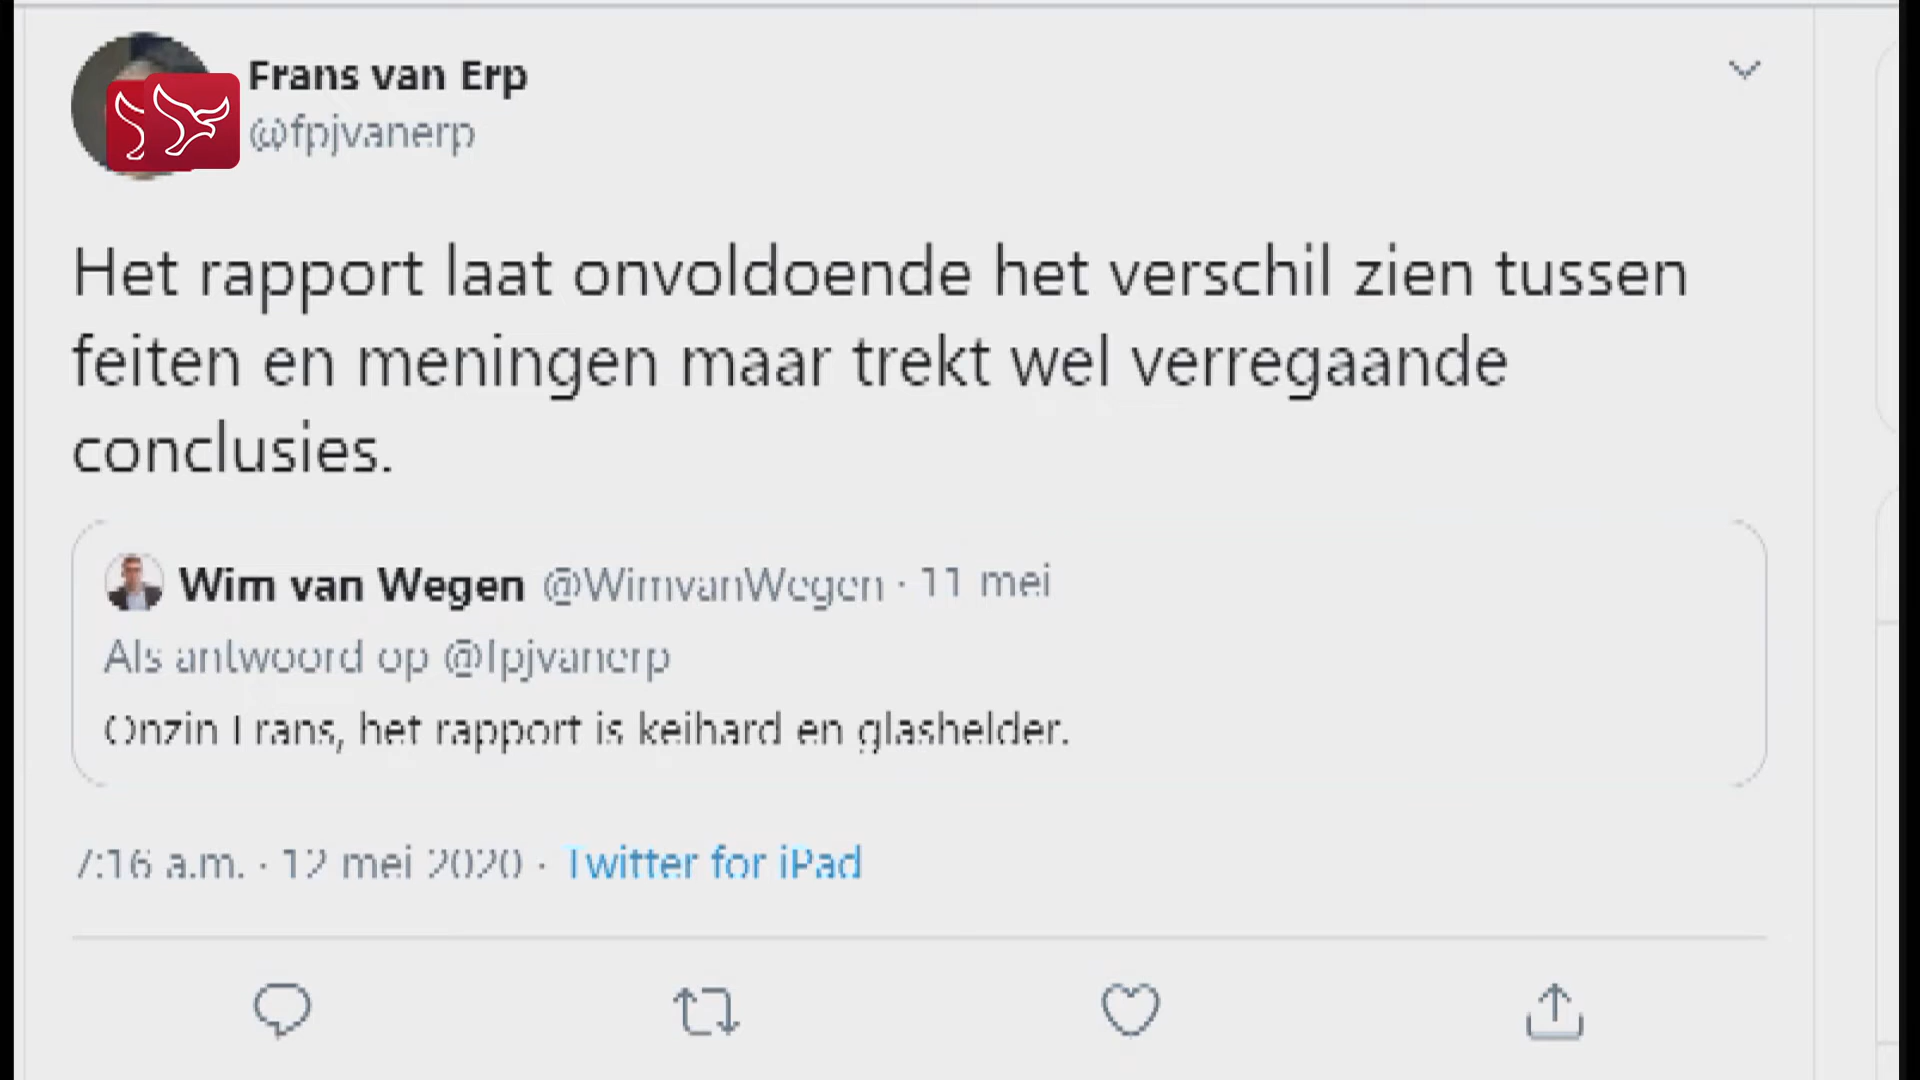 Frans van Erp
@fpjvanerp
Het rapport laat onvoldoende het verschil zien tussen
feiten en meningen maar trekt wel verregaande
conclusies.
Wim van Wegen @WimvanWegen · 11 mei
Als antwoord op @fpjvanerp
Onzin Frans, het rapport is keihard en glashelder.
7:16 a.m. · 12 mei 2020 · Twitter for iPad